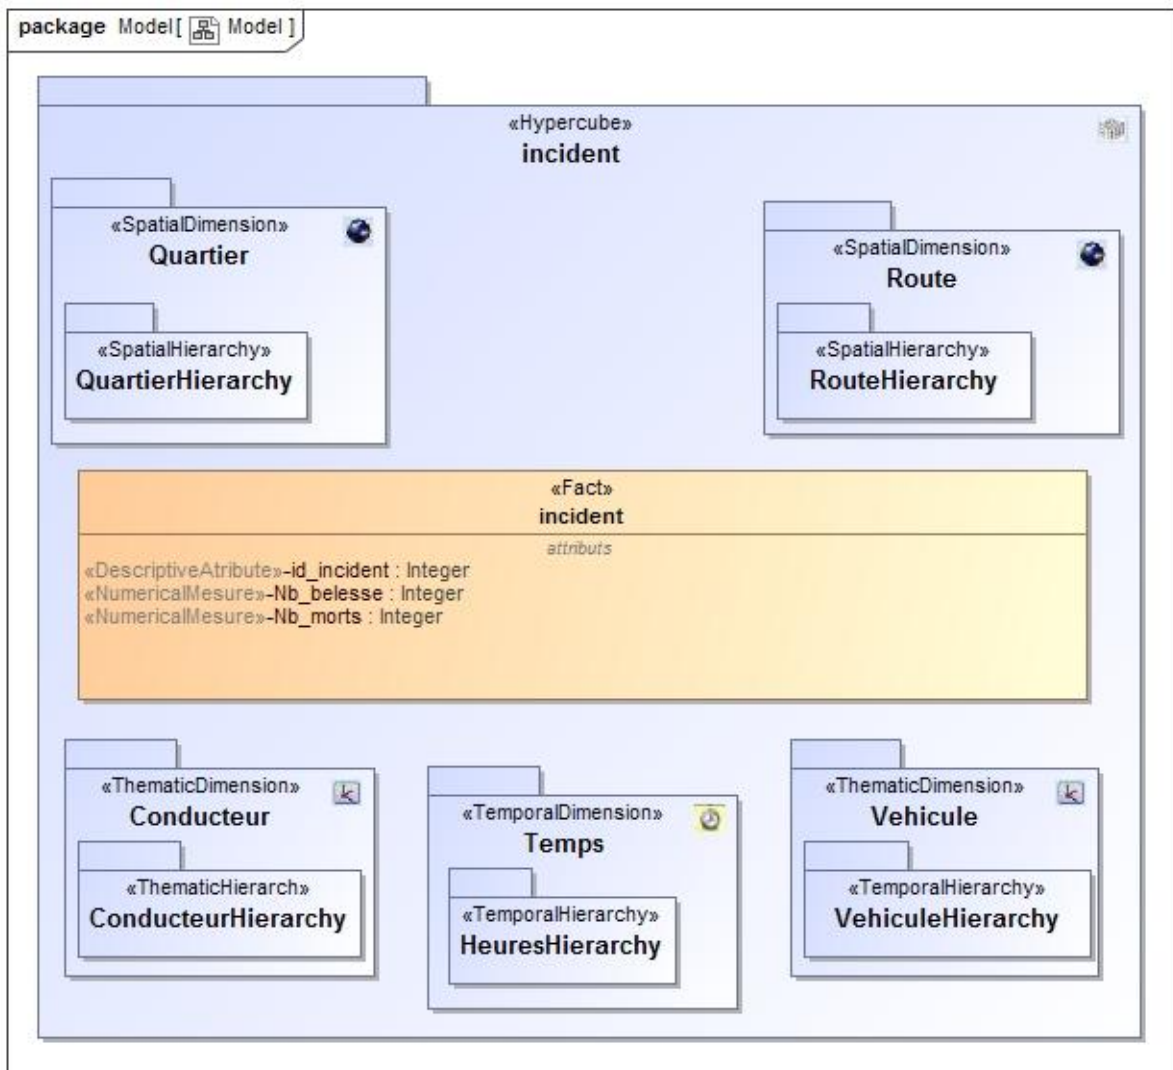 package Model[ Model ]
«Hypercube»
incident
«SpatialDimension»
Quartier
«SpatialHierarchy»
QuartierHierarchy
«SpatialDimension»
Route
«SpatialHierarchy»
RouteHierarchy
«Fact»
incident
attributs
«DescriptiveAtribute»-id_incident : Integer
«NumericalMesure»-Nb_belesse : Integer
«NumericalMesure»-Nb_morts : Integer
«ThematicDimension»
Conducteur
«ThematicHierarch»
ConducteurHierarchy
«TemporalDimension»
Temps
«TemporalHierarchy»
HeuresHierarchy
«ThematicDimension»
Vehicule
«TemporalHierarchy»
VehiculeHierarchy